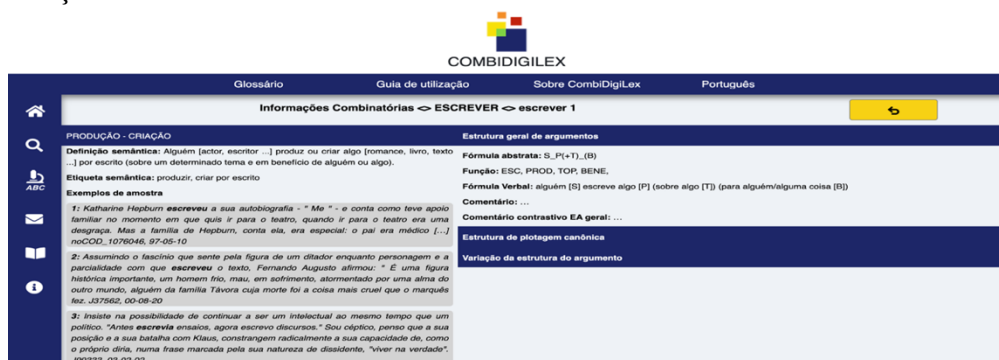 COMBIDIGILEX
Glossário Guia de utilização Sobre CombiDigiLex Português
Informações Combinatórias <> ESCREVER <> escrever 1
ABC
PRODUÇÃO - CRIAÇÃO
Definição semântica: Alguém [actor, escritor ...] produz ou criar algo [romance, livro, texto
...] por escrito (sobre um determinado tema e em benefício de alguém ou algo).
Etiqueta semântica: produzir, criar por escrito
Exemplos de amostra
1: Katharine Hepburn escreveu a sua autobiografia - " Me " - e conta como teve apoio
familiar no momento em que quis ir para o teatro, quando ir para o teatro era uma
desgraça. Mas a família de Hepburn, conta ela, era especial: o pai era médico [...]
noCOD_1076046, 97-05-10
2: Assumindo o fascínio que sente pela figura de um ditador enquanto personagem e a
parcialidade com que escreveu o texto, Fernando Augusto afirmou: " É uma figura
histórica importante, um homem frio, mau, em sofrimento, atormentado por uma alma do
outro mundo, alguém da família Távora cuja morte foi a coisa mais cruel que o marquês
fez. J37562, 00-08-20
3: Insiste na possibilidade de continuar a ser um intelectual ao mesmo tempo que um
político. "Antes escrevia ensaios, agora escrevo discursos." Sou céptico, penso que a sua
posição e a sua batalha com Klaus, constrangem radicalmente a sua capacidade de, como
o próprio diria, numa frase marcada pela sua natureza de dissidente, "viver na verdade".
Estrutura geral de argumentos
Fórmula abstrata: S_P(+T)_(B)
Função: ESC, PROD, TOP, BENE,
Fórmula Verbal: alguém [S] escreve algo [P] (sobre algo [T]) (para alguém/alguma coisa [B])
Comentário: ...
Comentário contrastivo EA geral: ...
Estrutura de plotagem canônica
Variação da estrutura do argumento